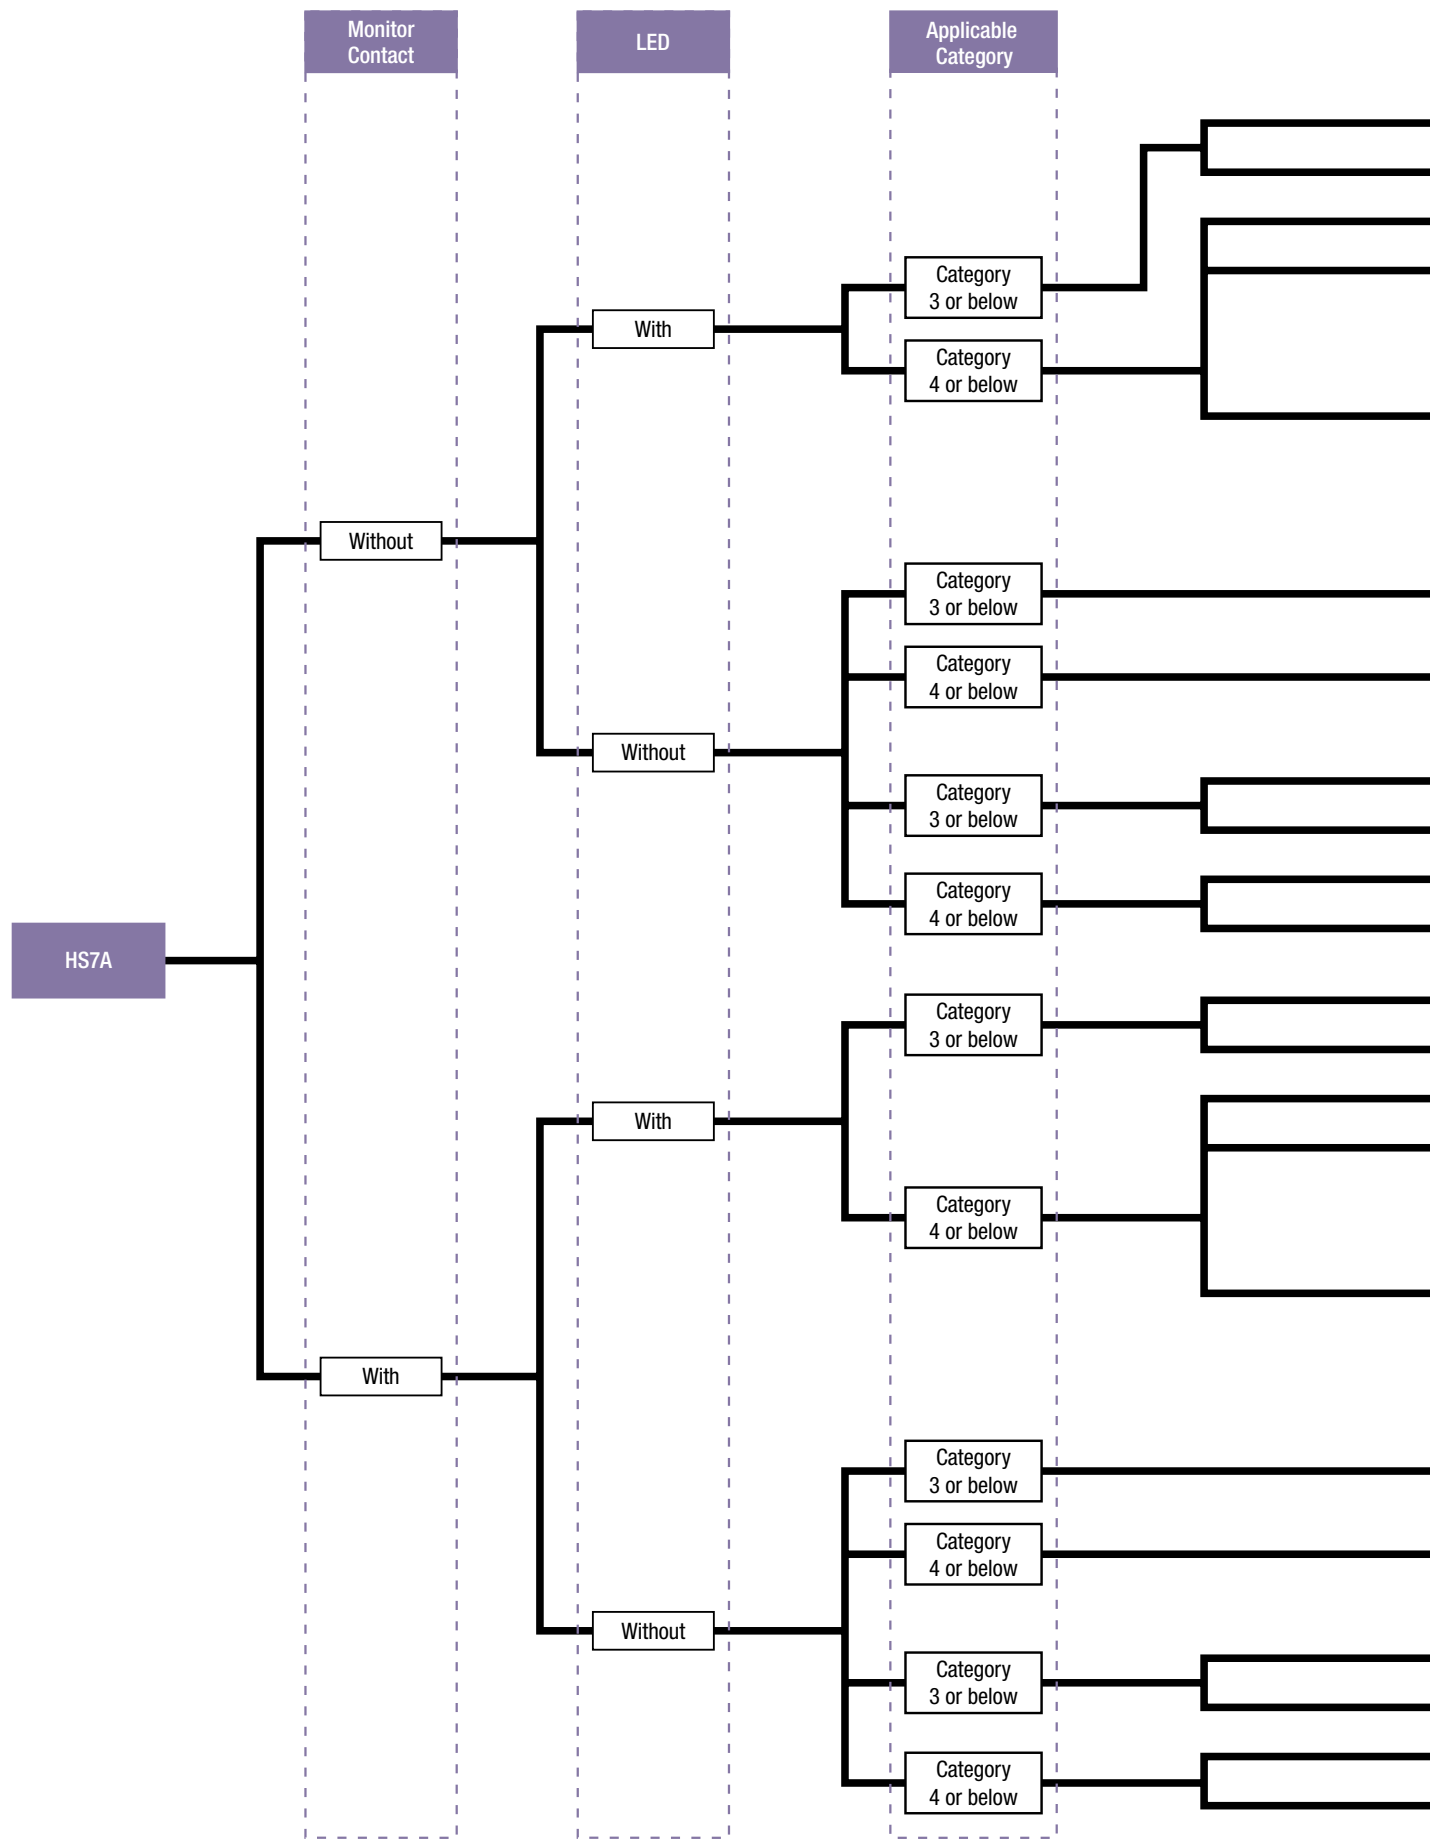 Monitor
Contact
LED
Applicable
Category
Category
3 or below
With
Category
4 or below
Without
Category
3 or below
Category
4 or below
Without
Category
3 or below
Category
4 or below
HS7A
Category
3 or below
With
Category
4 or below
With
Category
3 or below
Category
4 or below
Without
Category
3 or below
Category
4 or below